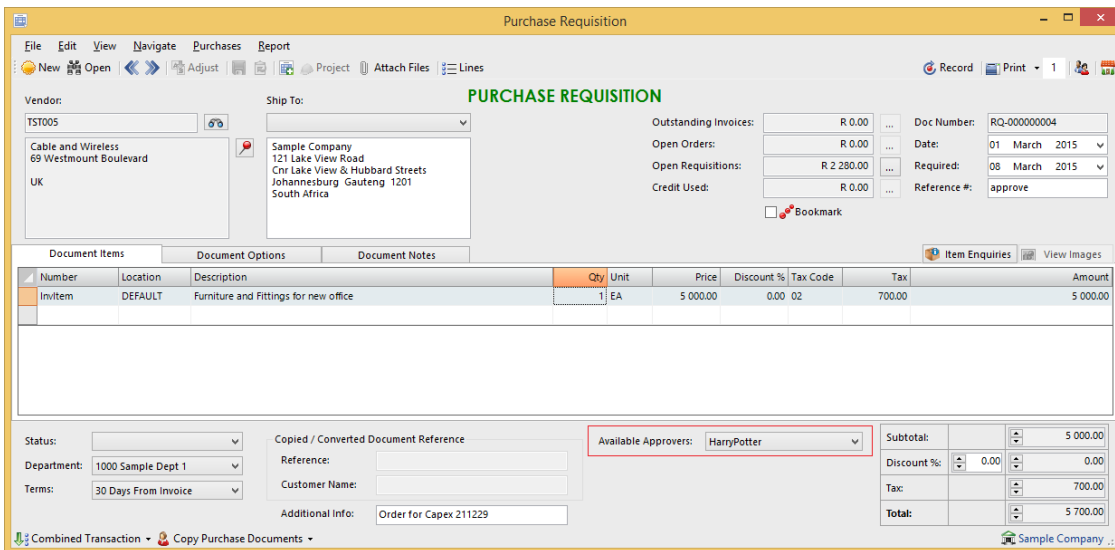 Purchase Requisition
File Edit View Navigate Purchases Report
New Open Adjust Project Attach Files Lines Record Print 1
PURCHASE REQUISITION
Vendor: Ship To:
TST005
Cable and Wireless
69 Westmount Boulevard
UK
Sample Company
121 Lake View Road
Cnr Lake View & Hubbard Streets
Johannesburg Gauteng 1201
South Africa
Outstanding Invoices: R 0.00 ...
Open Orders: R 0.00 ...
Open Requisitions: R 2 280.00 ...
Credit Used: R 0.00 ...
Bookmark
Doc Number: RQ-000000004
Date: 01 March 2015
Required: 08 March 2015
Reference #: approve
Document Items Document Options Document Notes Item Enquiries View Images
Number Location Description Qty Unit Price Discount % Tax Code Tax Amount
InvItem DEFAULT Furniture and Fittings for new office 1 EA 5 000.00 0.00 02 700.00 5 000.00
Status:
Department: 1000 Sample Dept 1
Terms: 30 Days From Invoice
Copied / Converted Document Reference
Reference:
Customer Name:
Additional Info: Order for Capex 211229
Available Approvers: HarryPotter
Subtotal: 5 000.00
Discount %: 0.00 0.00
Tax: 700.00
Total: 5 700.00
Combined Transaction Copy Purchase Documents Sample Company